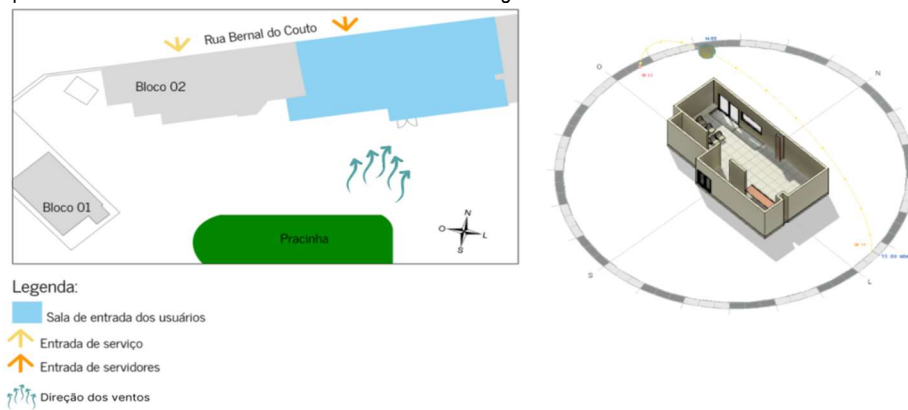 Rua Bernal do Couto
Bloco 02
Bloco 01
Pracinha
N
O
L
S
O
N
S
L
Legenda:
Sala de entrada dos usuários
Entrada de serviço
Entrada de servidores
Direção dos ventos